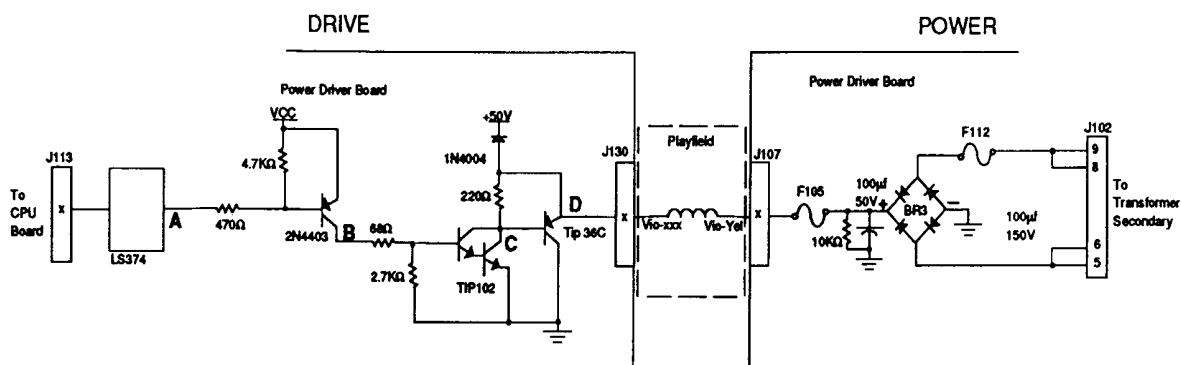 DRIVE
POWER
Power Driver Board
Power Driver Board
VCC
+50V
Playfield
F112
J102
9
8
J113
4.7KΩ
1N4004
J130
J107
F105
To
CPU
Board
x
A
470Ω
2N4403
B
68Ω
220Ω
C
D
Tip 36C
x
Vio-xxx
Vio-Yel
x
100µf
50V
+
BR3
−
10KΩ
100µf
150V
To
Transformer
Secondary
6
5
LS374
2.7KΩ
TIP102